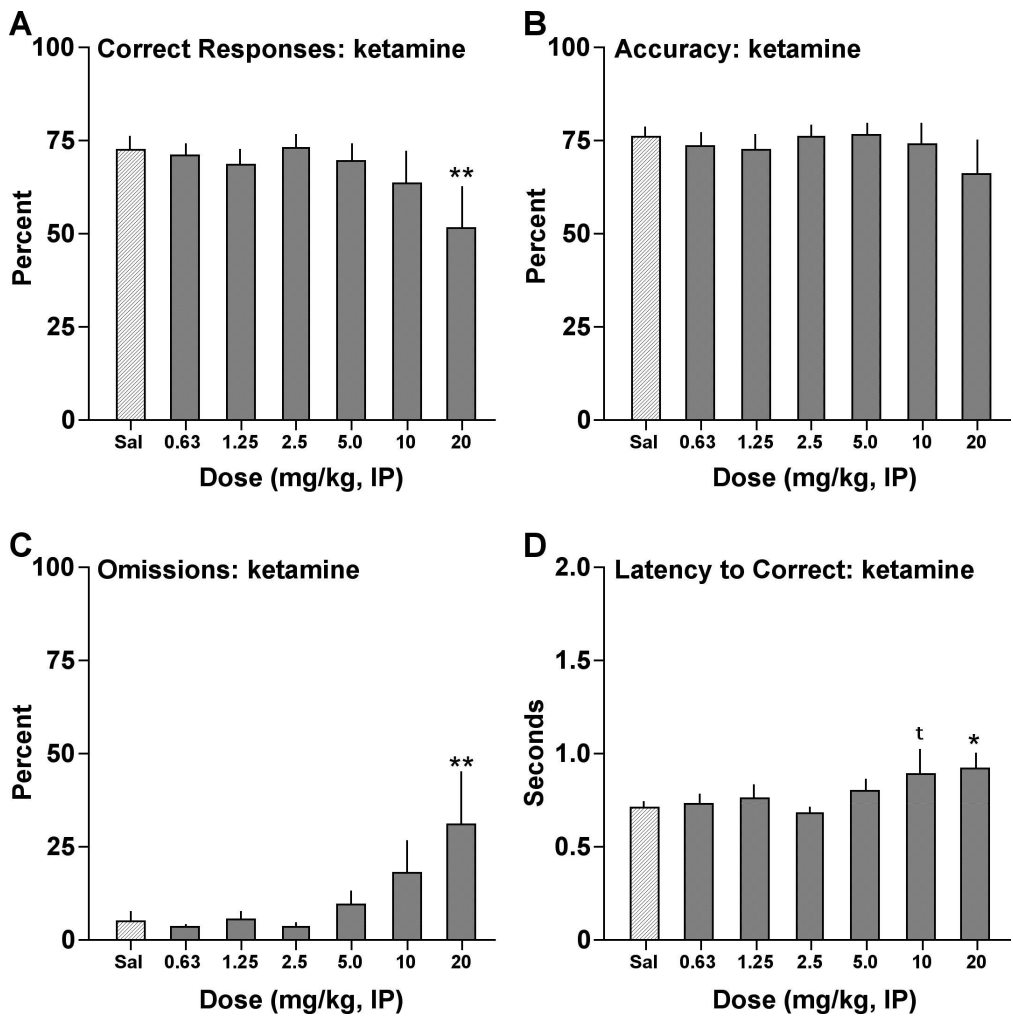 A
Correct Responses: ketamine
100
75
50
25
0
Percent
**
Sal 0.63 1.25 2.5 5.0 10 20
Dose (mg/kg, IP)
B
Accuracy: ketamine
100
75
50
25
0
Percent
Sal 0.63 1.25 2.5 5.0 10 20
Dose (mg/kg, IP)
C
Omissions: ketamine
100
75
50
25
0
Percent
**
Sal 0.63 1.25 2.5 5.0 10 20
Dose (mg/kg, IP)
D
Latency to Correct: ketamine
2.0
1.5
1.0
0.5
0
Seconds
t
*
Sal 0.63 1.25 2.5 5.0 10 20
Dose (mg/kg, IP)